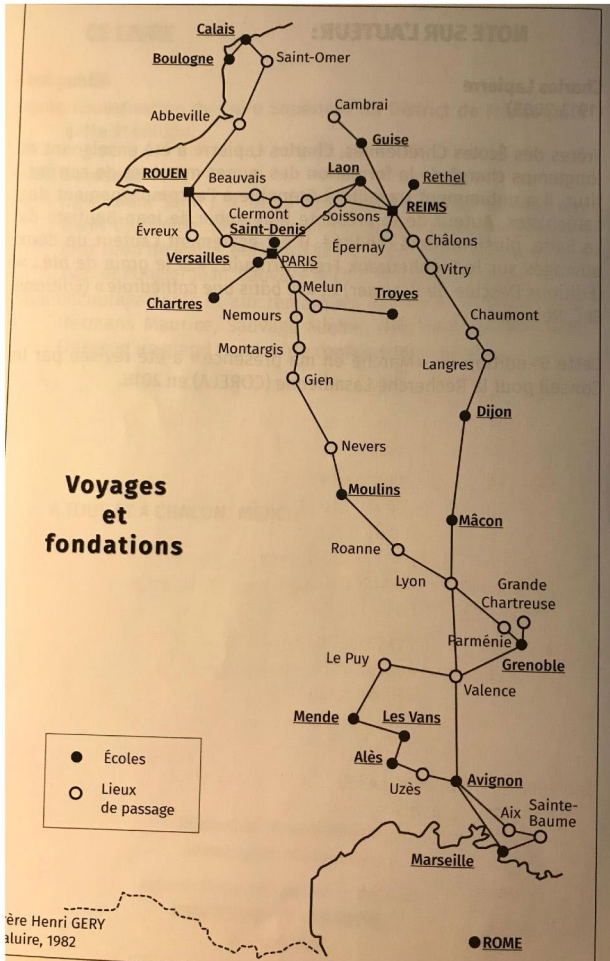 Calais
Boulogne
Saint-Omer
Abbeville
Cambrai
Guise
Laon
Rethel
ROUEN
Beauvais
Clermont
Soissons
REIMS
Évreux
Saint-Denis
Épernay
Châlons
Versailles
PARIS
Vitry
Melun
Chartres
Troyes
Nemours
Chaumont
Montargis
Langres
Gien
Dijon
Nevers
Voyages
et
fondations
Moulins
Mâcon
Roanne
Lyon
Grande
Chartreuse
Parménie
Grenoble
Le Puy
Valence
Mende
Les Vans
Alès
Uzès
Avignon
Écoles
Lieux
de passage
Aix
Sainte-
Baume
Marseille
rère Henri GERY
aluire, 1982
ROME